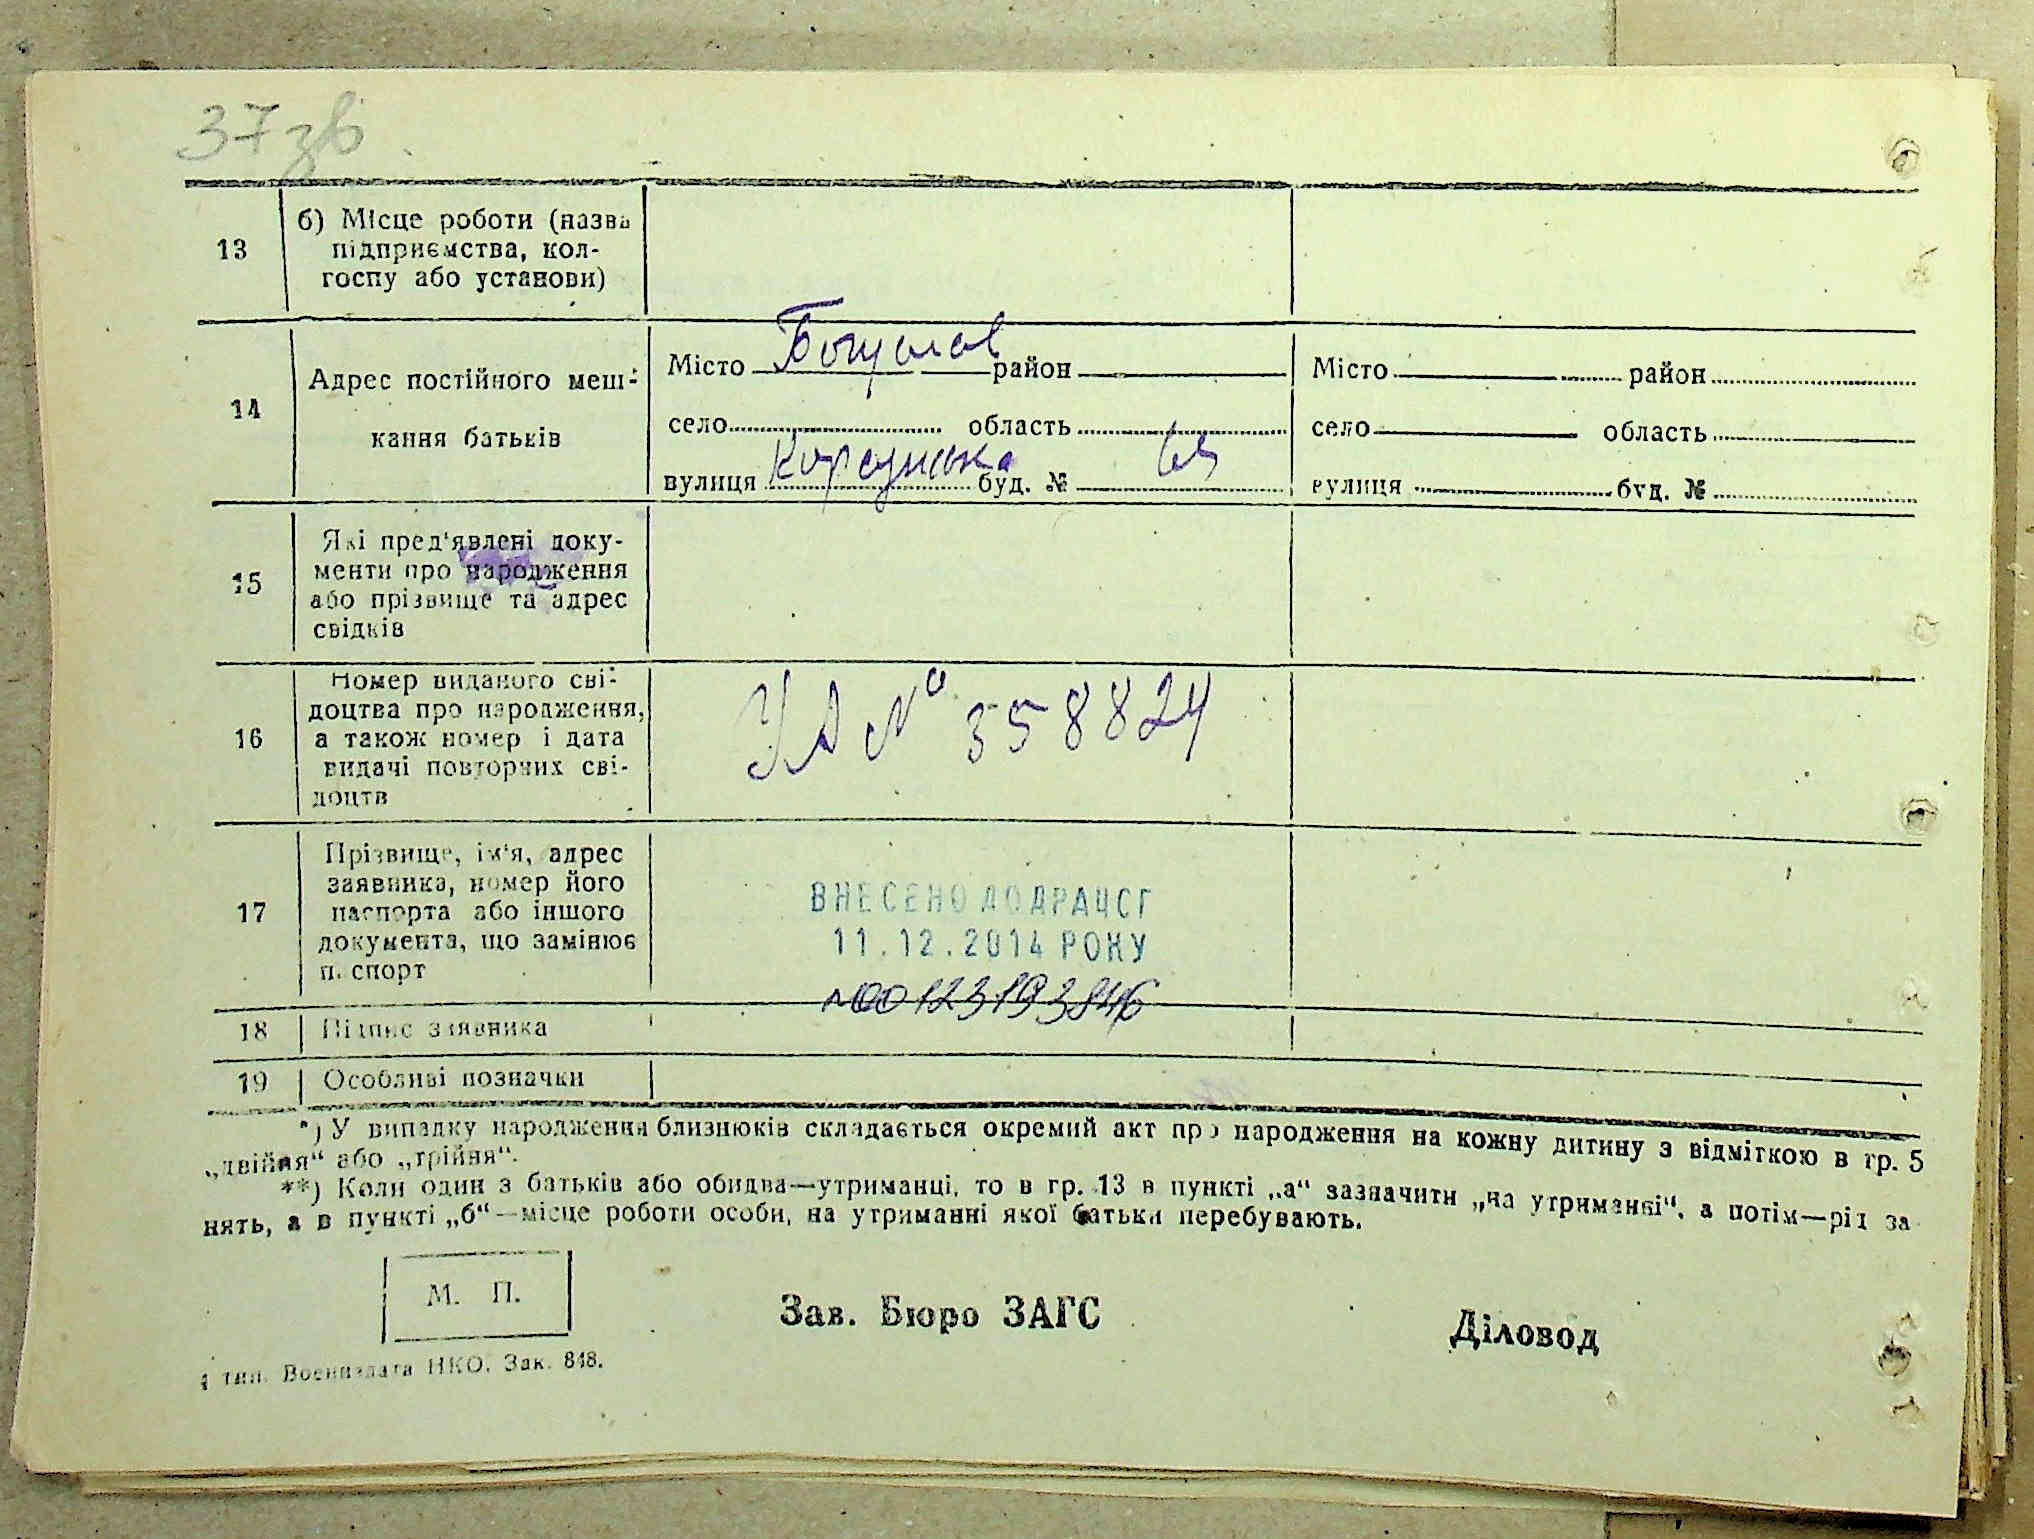 37 зв
13
б) Місце роботи (назва
підприємства, кол-
госпу або установи)
14
Адрес постійного меш-
кання батьків
Місто Богуслав район
село область
вулиця Корсунська буд. №
Місто район
село область
вулиця буд. №
15
Які пред'явлені доку-
менти про народження
або прізвище та адрес
свідків
16
Номер виданого сві-
доцтва про народження,
а також номер і дата
видачі повторних сві-
доцтв
УА № 358824
17
Прізвище, ім'я, адрес
заявника, номер його
паспорта або іншого
документа, що замінює
п. спорт
ВНЕСЕНО ДО ДРАЦСГ
11.12.2014 РОКУ
№00123193846
18
Підпис заявника
19
Особливі позначки
*) У випадку народження близнюків складається окремий акт про народження на кожну дитину з відміткою в гр. 5
„двійня“ або „трійня“.
**) Коли один з батьків або обидва—утриманці, то в гр. 13 в пункті „а“ зазначити „на утриманні“, а потім—рід за
нять, а в пункті „б“—місце роботи особи, на утриманні якої батьки перебувають.
М. П.
Зав. Бюро ЗАГС
Діловод
4 тип. Воениздата НКО. Зак. 848.